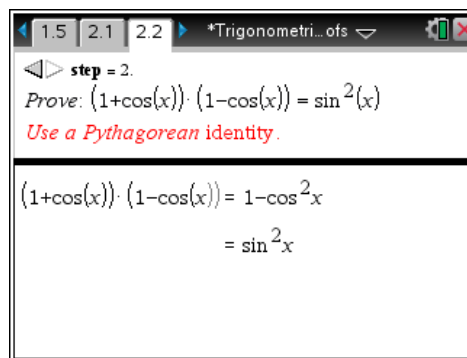 1.5 2.1 2.2 *Trigonometri...ofs
step = 2.
Prove: (1+cos(x))· (1−cos(x)) = sin²(x)
Use a Pythagorean identity.
(1+cos(x))· (1−cos(x)) = 1−cos²x
= sin²x